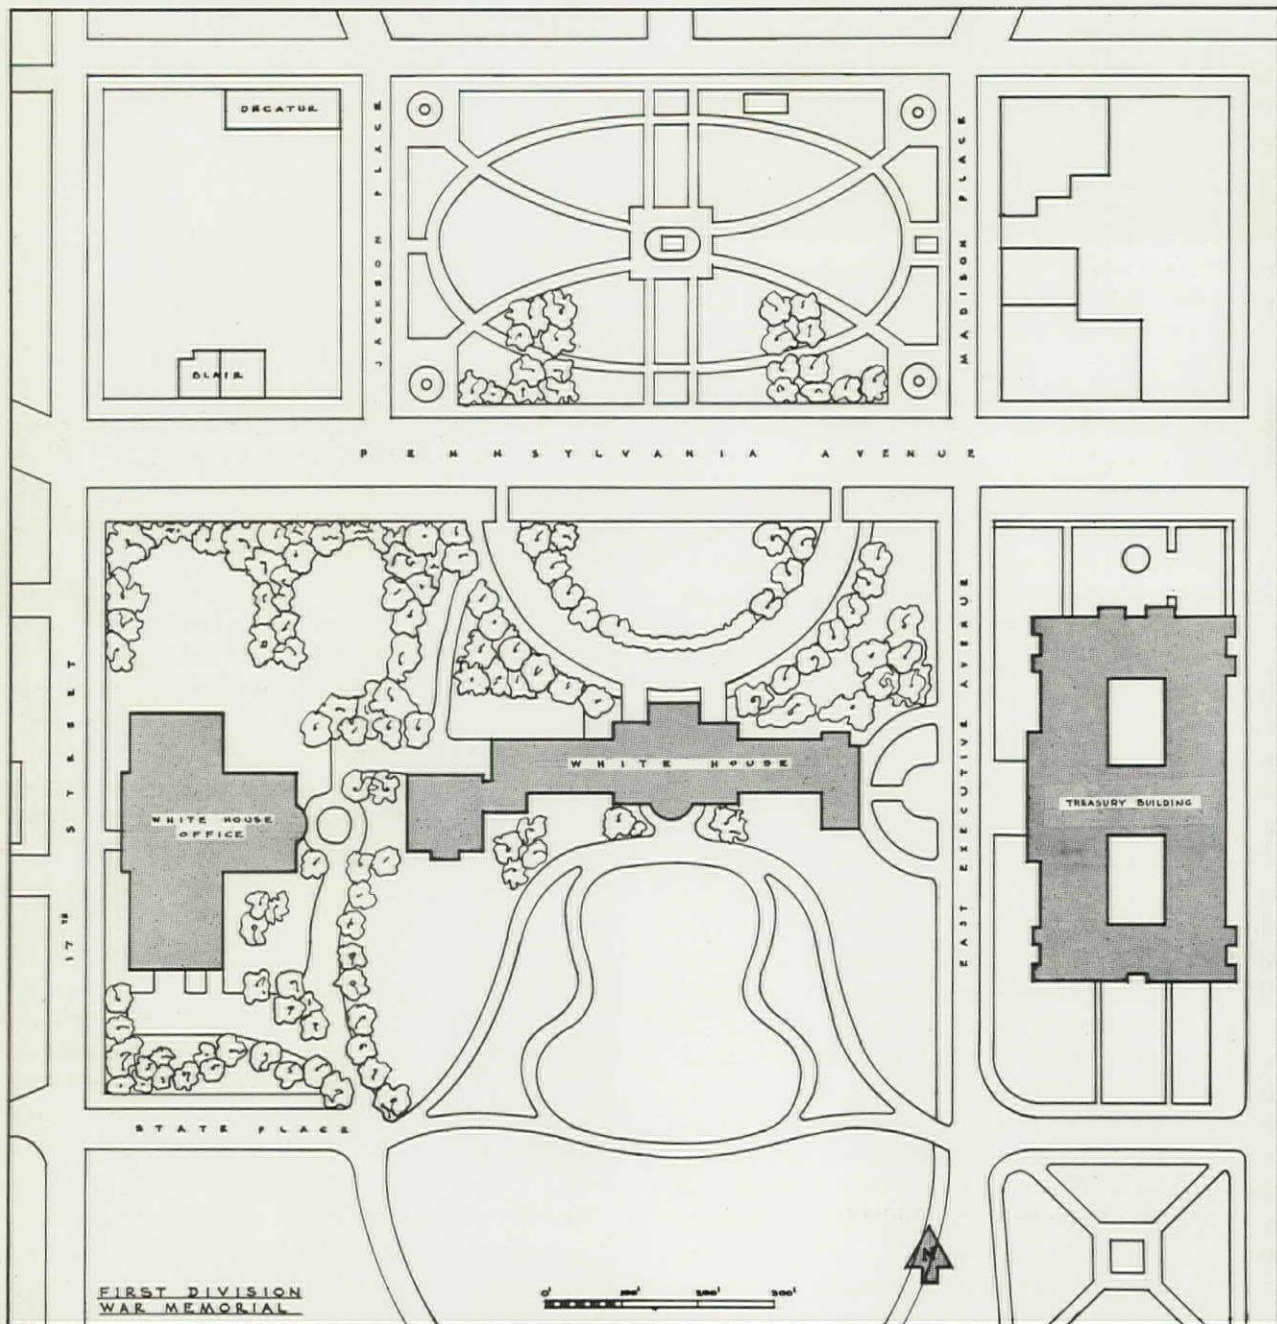 DECATUR
JACKSON PLACE
MADISON PLACE
BLAIR
PENNSYLVANIA AVENUE
17TH STREET
EAST EXECUTIVE AVENUE
WHITE HOUSE
WHITE HOUSE
OFFICE
TREASURY BUILDING
STATE PLACE
N
FIRST DIVISION
WAR MEMORIAL
0' 100' 200' 300'